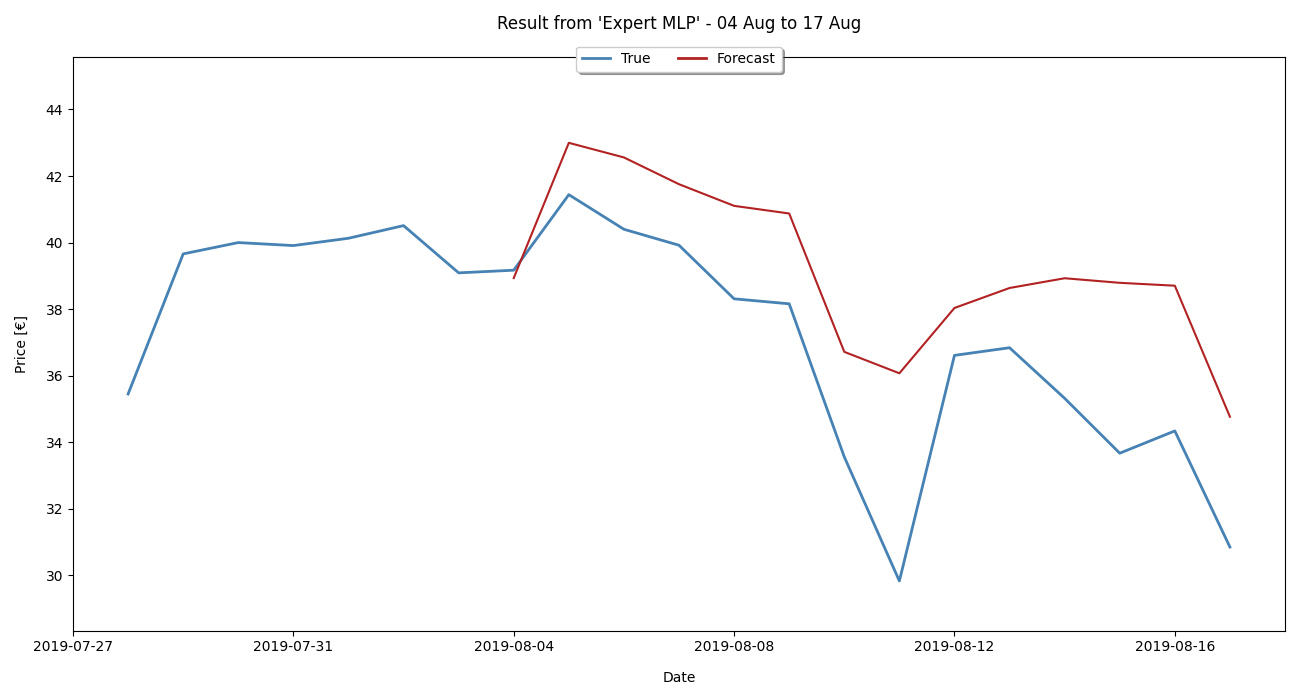 Result from 'Expert MLP' - 04 Aug to 17 Aug
True Forecast
44
42
40
38
36
34
32
30
Price [€]
2019-07-27 2019-07-31 2019-08-04 2019-08-08 2019-08-12 2019-08-16
Date